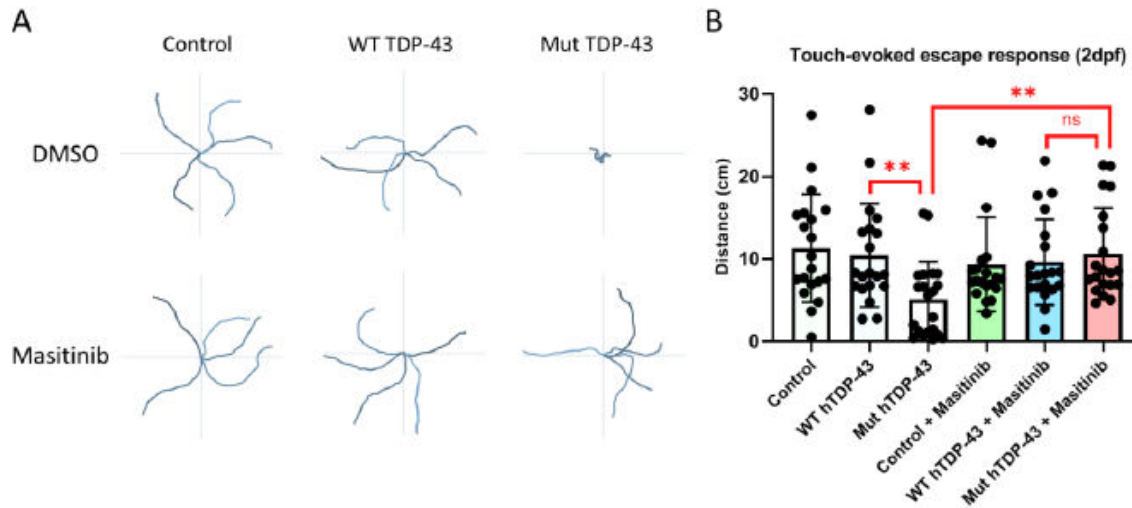 A
Control
WT TDP-43
Mut TDP-43
DMSO
Masitinib
B
Touch-evoked escape response (2dpf)
**
ns
**
30
20
10
0
Distance (cm)
Control
WT hTDP-43
Mut hTDP-43
Control + Masitinib
WT hTDP-43 + Masitinib
Mut hTDP-43 + Masitinib